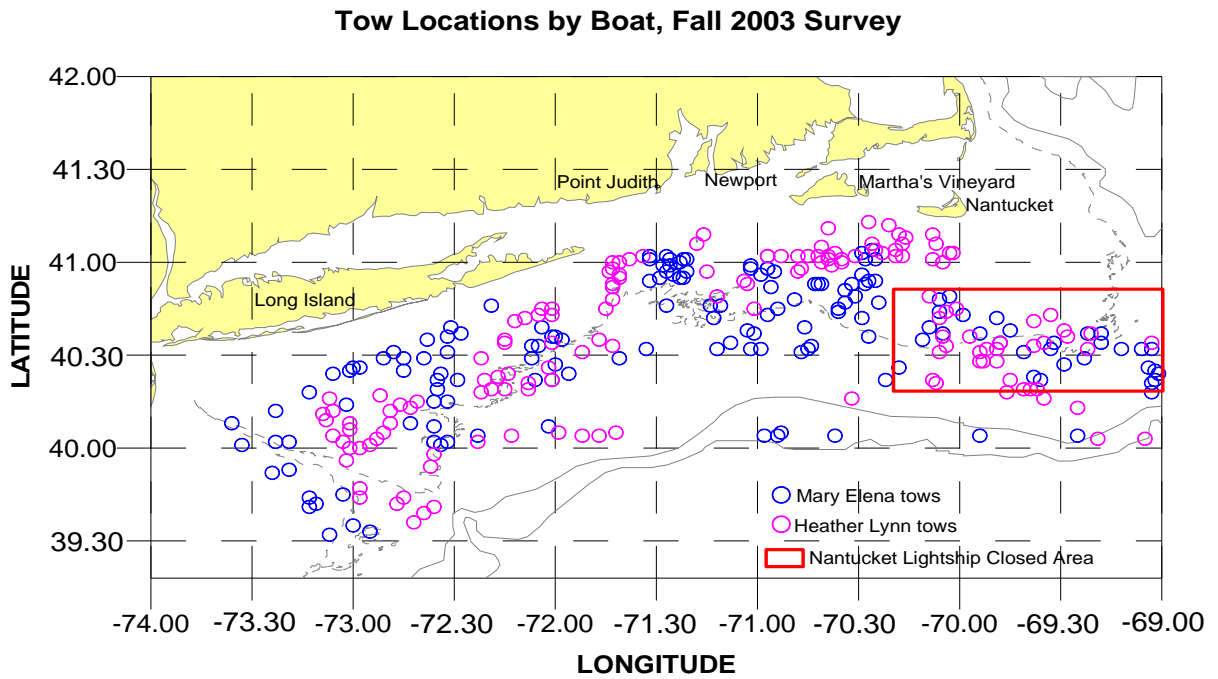 Tow Locations by Boat, Fall 2003 Survey
42.00
41.30
41.00
40.30
40.00
39.30
LATITUDE
Point Judith
Newport
Martha's Vineyard
Nantucket
Long Island
Mary Elena tows
Heather Lynn tows
Nantucket Lightship Closed Area
-74.00 -73.30 -73.00 -72.30 -72.00 -71.30 -71.00 -70.30 -70.00 -69.30 -69.00
LONGITUDE